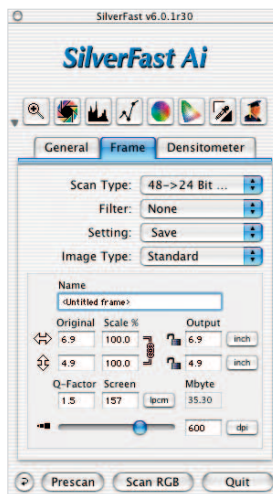 SilverFast v6.0.1r30
SilverFast Ai
General Frame Densitometer
Scan Type: 48->24 Bit ...
Filter: None
Setting: Save
Image Type: Standard
Name
<Untitled frame>
Original Scale % Output
6.9 100.0 6.9 inch
4.9 100.0 4.9 inch
Q-Factor Screen Mbyte
1.5 157 lpcm 35.30
600 dpi
Prescan Scan RGB Quit